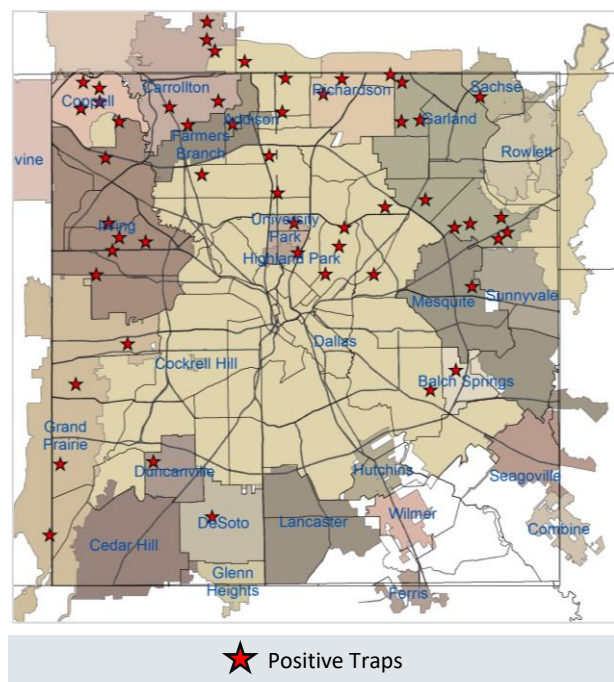 Coppell
Carrollton
Addison
Richardson
Sachse
Farmers
Branch
Garland
Rowlett
vine
Irving
University
Park
Highland Park
Mesquite
Sunnyvale
Dallas
Cockrell Hill
Balch Springs
Grand
Prairie
Duncanville
Hutchins
Seagoville
DeSoto
Lancaster
Wilmer
Combine
Cedar Hill
Glenn
Heights
Ferris
Positive Traps